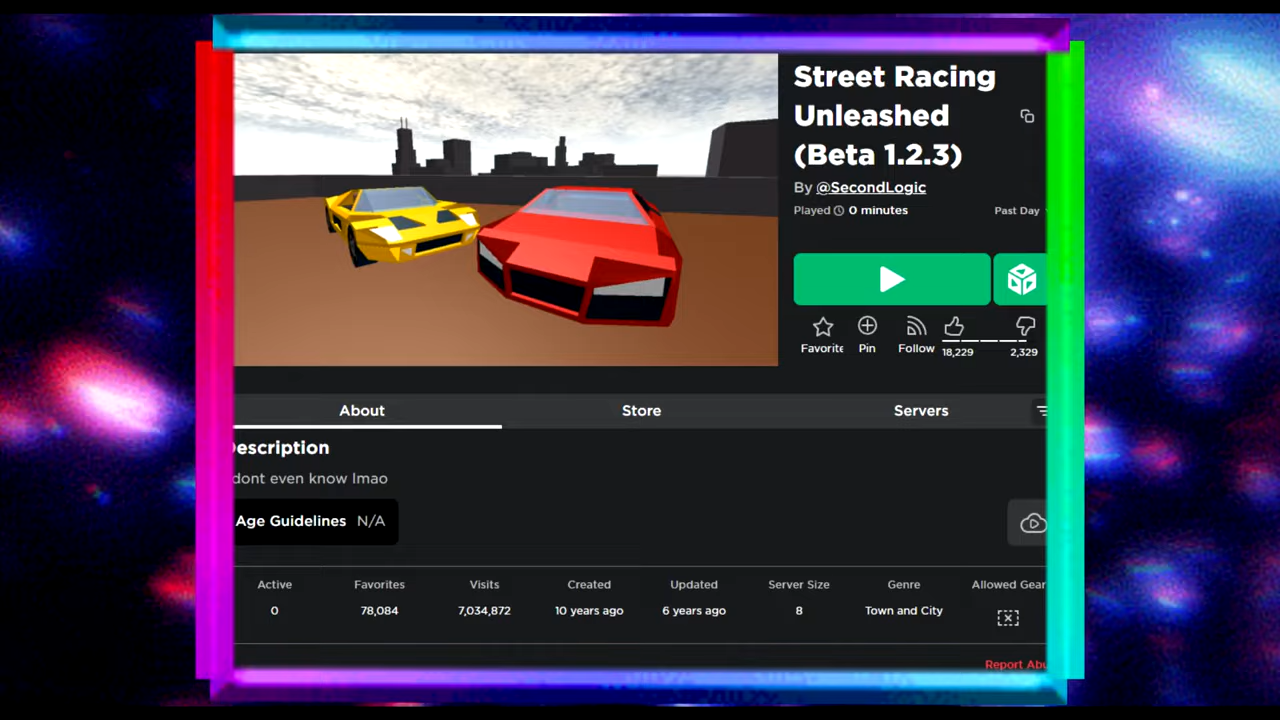 Street Racing
Unleashed
(Beta 1.2.3)
By @SecondLogic
Played 0 minutes Past Day
Favorite Pin Follow 18,229 2,329
About Store Servers
escription
dont even know lmao
Age Guidelines N/A
Active Favorites Visits Created Updated Server Size Genre Allowed Gear
0 78,084 7,034,872 10 years ago 6 years ago 8 Town and City
Report Abu